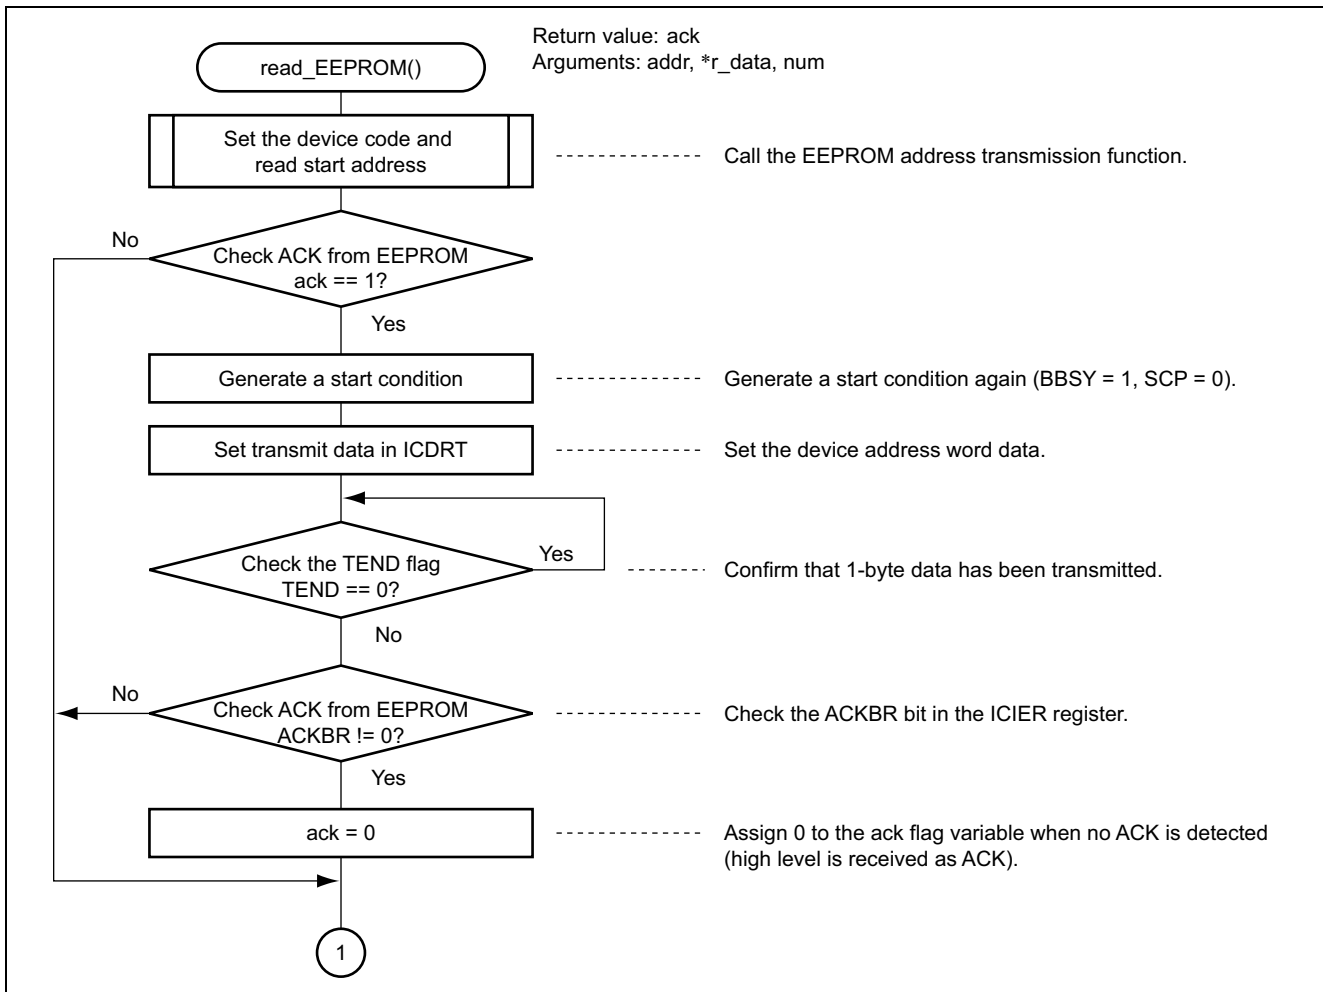 Return value: ack
Arguments: addr, *r_data, num
read_EEPROM()
Set the device code and
read start address
Call the EEPROM address transmission function.
No
Check ACK from EEPROM
ack == 1?
Yes
Generate a start condition
Generate a start condition again (BBSY = 1, SCP = 0).
Set transmit data in ICDRT
Set the device address word data.
Check the TEND flag
TEND == 0?
Yes
Confirm that 1-byte data has been transmitted.
No
No
Check ACK from EEPROM
ACKBR != 0?
Check the ACKBR bit in the ICIER register.
Yes
ack = 0
Assign 0 to the ack flag variable when no ACK is detected
(high level is received as ACK).
1